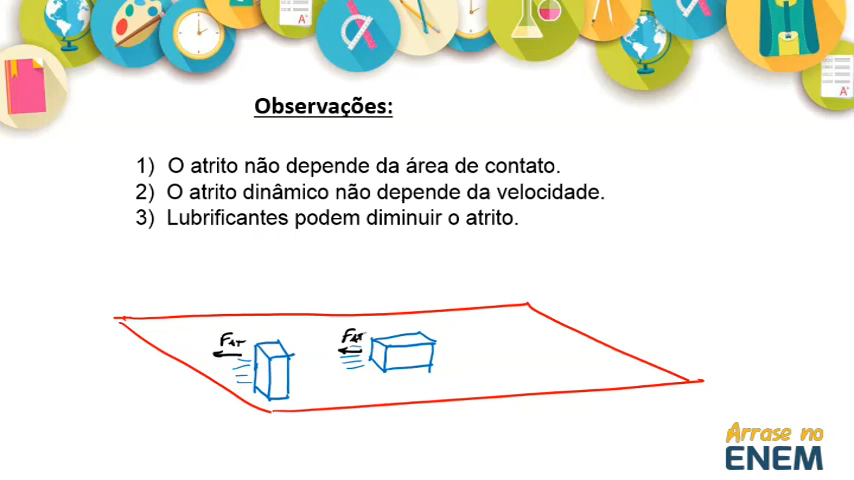 Observações:
1) O atrito não depende da área de contato.
2) O atrito dinâmico não depende da velocidade.
3) Lubrificantes podem diminuir o atrito.
FAT
FAT
Arrase no
ENEM